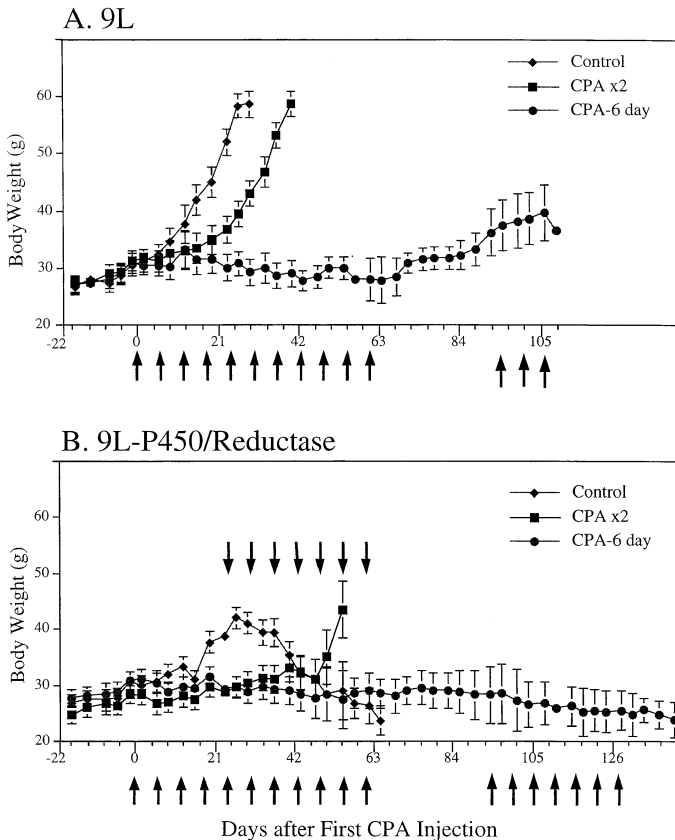 A. 9L
Body Weight (g)
60
50
40
30
20
Control
CPA x2
CPA-6 day
-22 0 21 42 63 84 105
B. 9L-P450/Reductase
Body Weight (g)
60
50
40
30
20
Control
CPA x2
CPA-6 day
-22 0 21 42 63 84 105 126
Days after First CPA Injection